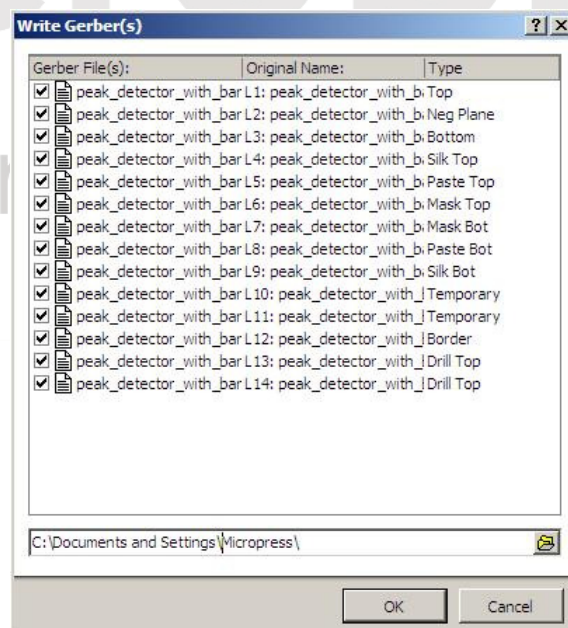 Write Gerber(s)
Gerber File(s): Original Name: Type
peak_detector_with_bar L1: peak_detector_with_b Top
peak_detector_with_bar L2: peak_detector_with_b Neg Plane
peak_detector_with_bar L3: peak_detector_with_b Bottom
peak_detector_with_bar L4: peak_detector_with_b Silk Top
peak_detector_with_bar L5: peak_detector_with_b Paste Top
peak_detector_with_bar L6: peak_detector_with_b Mask Top
peak_detector_with_bar L7: peak_detector_with_b Mask Bot
peak_detector_with_bar L8: peak_detector_with_b Paste Bot
peak_detector_with_bar L9: peak_detector_with_b Silk Bot
peak_detector_with_bar L10: peak_detector_with_ Temporary
peak_detector_with_bar L11: peak_detector_with_ Temporary
peak_detector_with_bar L12: peak_detector_with_ Border
peak_detector_with_bar L13: peak_detector_with_ Drill Top
peak_detector_with_bar L14: peak_detector_with_ Drill Top
C:\Documents and Settings\Micropress\
OK Cancel